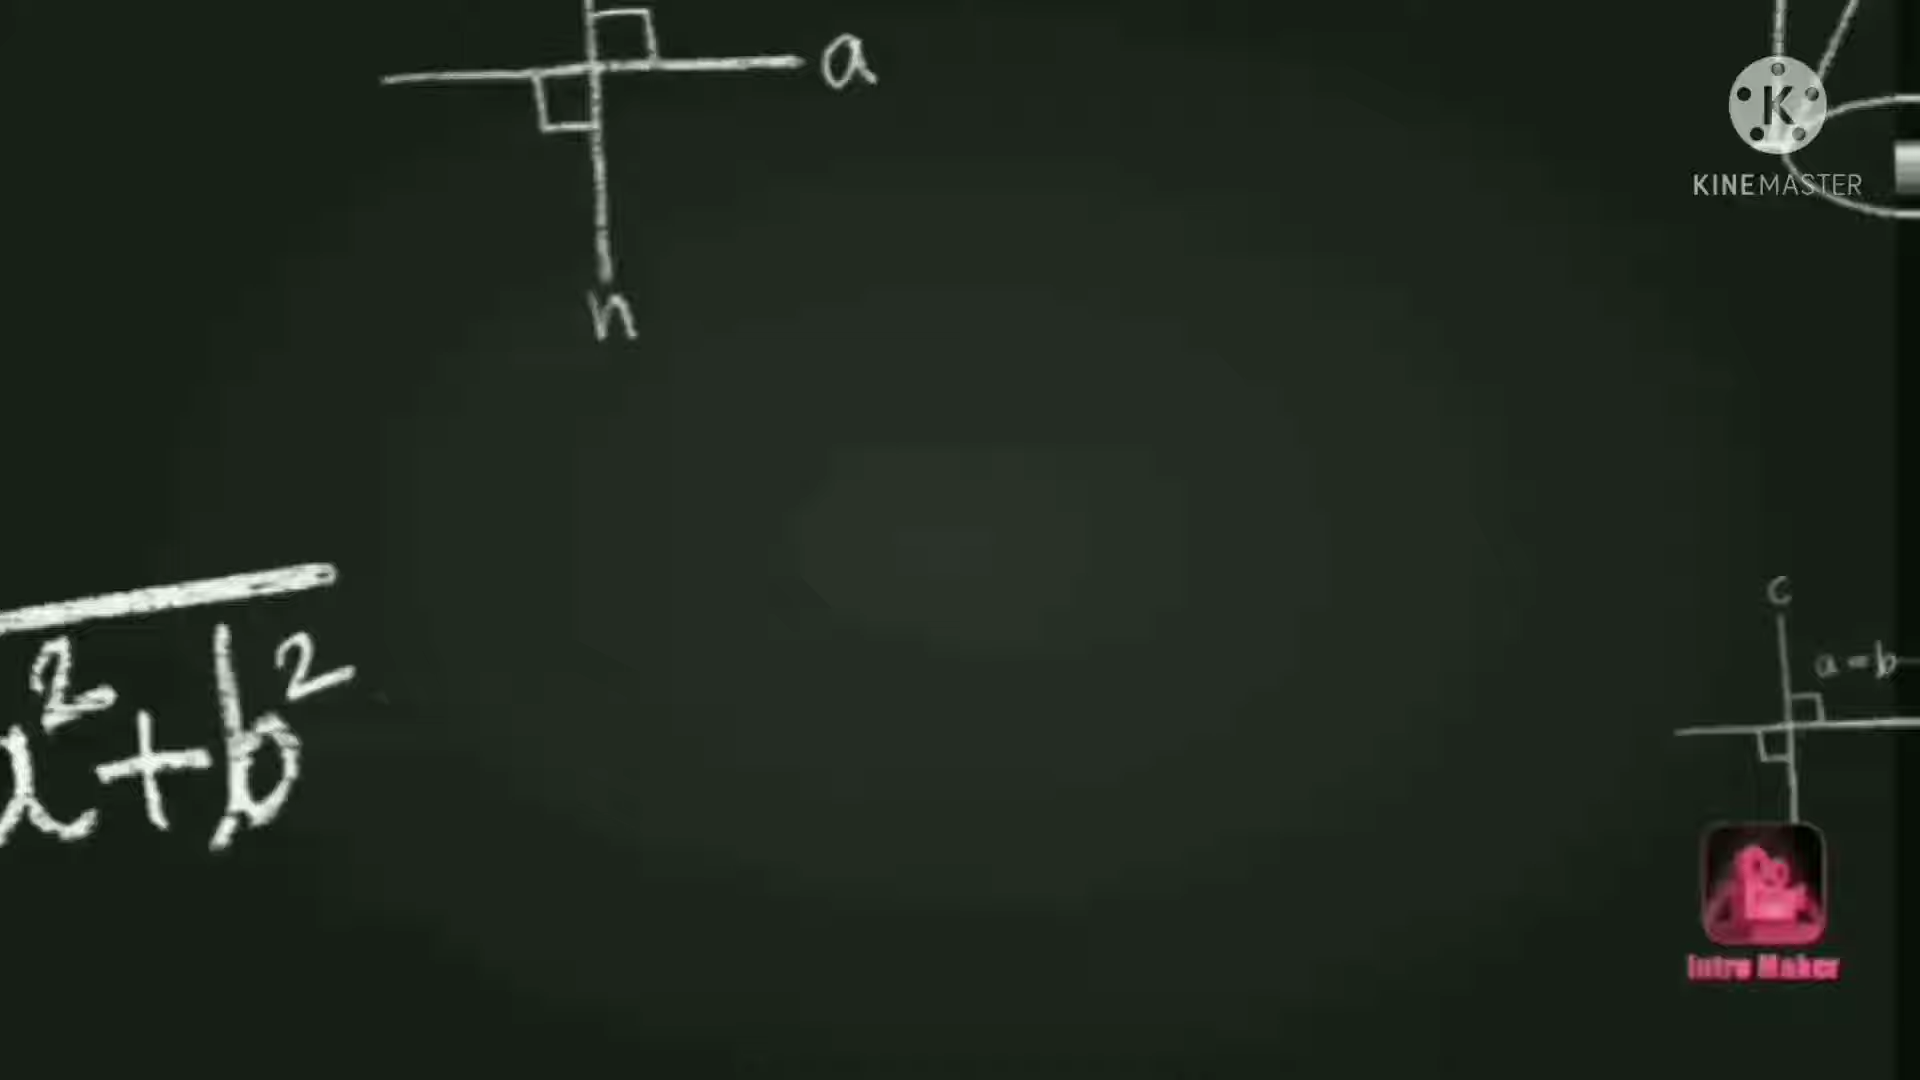 a
KINEMASTER
n
c
a²+b²
a=b
Intro Maker